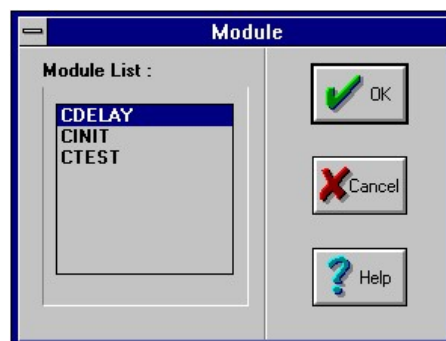 Module
Module List :
CDELAY
CINIT
CTEST
OK
Cancel
Help